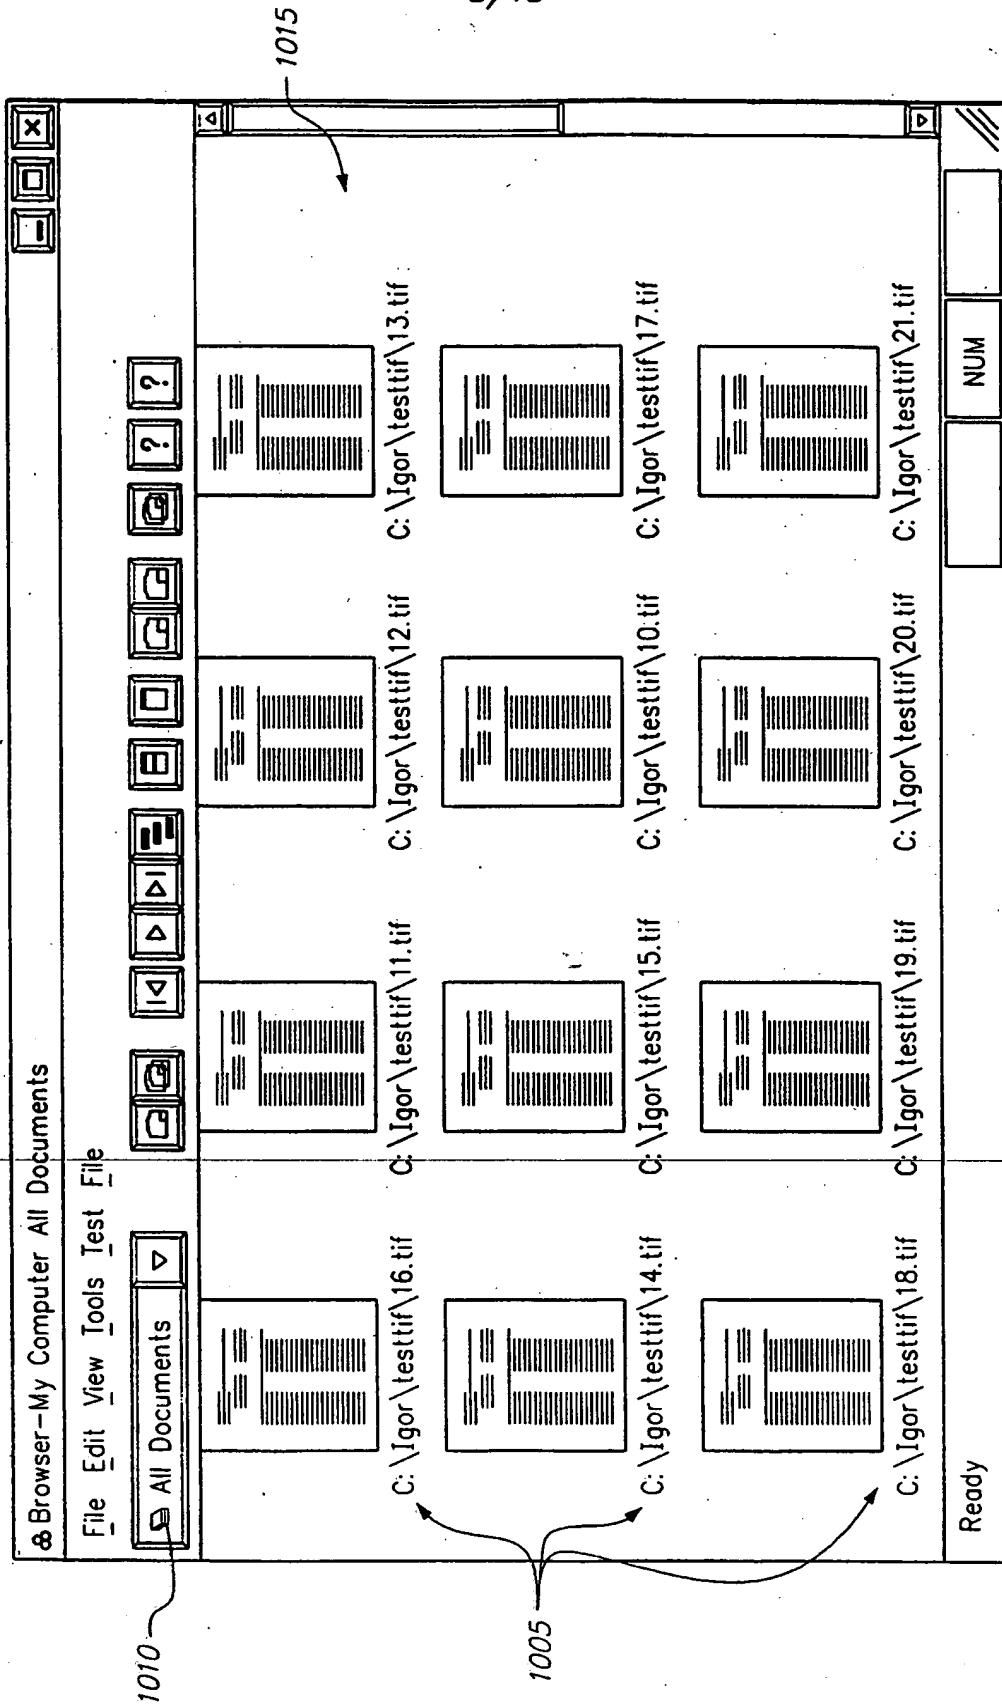 1015
Browser-My Computer All Documents
File Edit View Tools Test File
All Documents
? ?
1010
C: \Igor\testtif\16.tif C: \Igor\testtif\11.tif C: \Igor\testtif\12.tif C: \Igor\testtif\13.tif
C: \Igor\testtif\14.tif C: \Igor\testtif\15.tif C: \Igor\testtif\10.tif C: \Igor\testtif\17.tif
1005
C: \Igor\testtif\18.tif C: \Igor\testtif\19.tif C: \Igor\testtif\20.tif C: \Igor\testtif\21.tif
Ready NUM